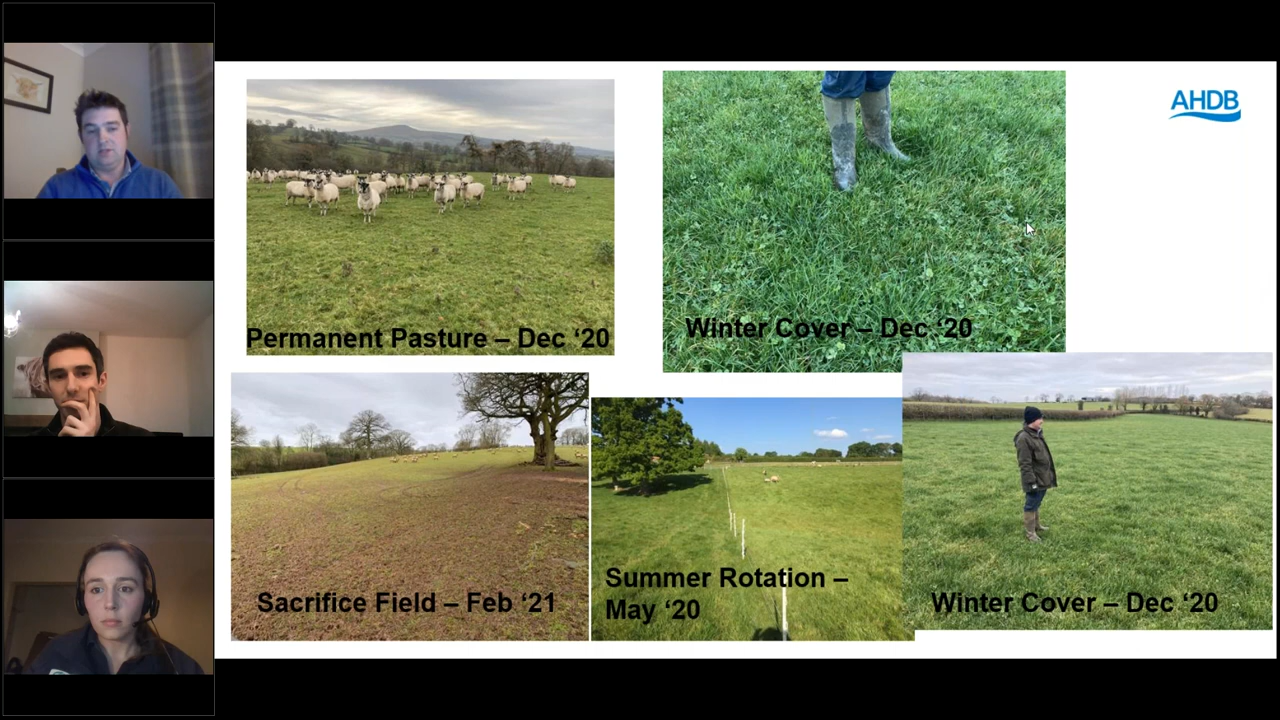 AHDB
Permanent Pasture – Dec ‘20
Winter Cover – Dec ‘20
Sacrifice Field – Feb ‘21
Summer Rotation –
May ‘20
Winter Cover – Dec ‘20